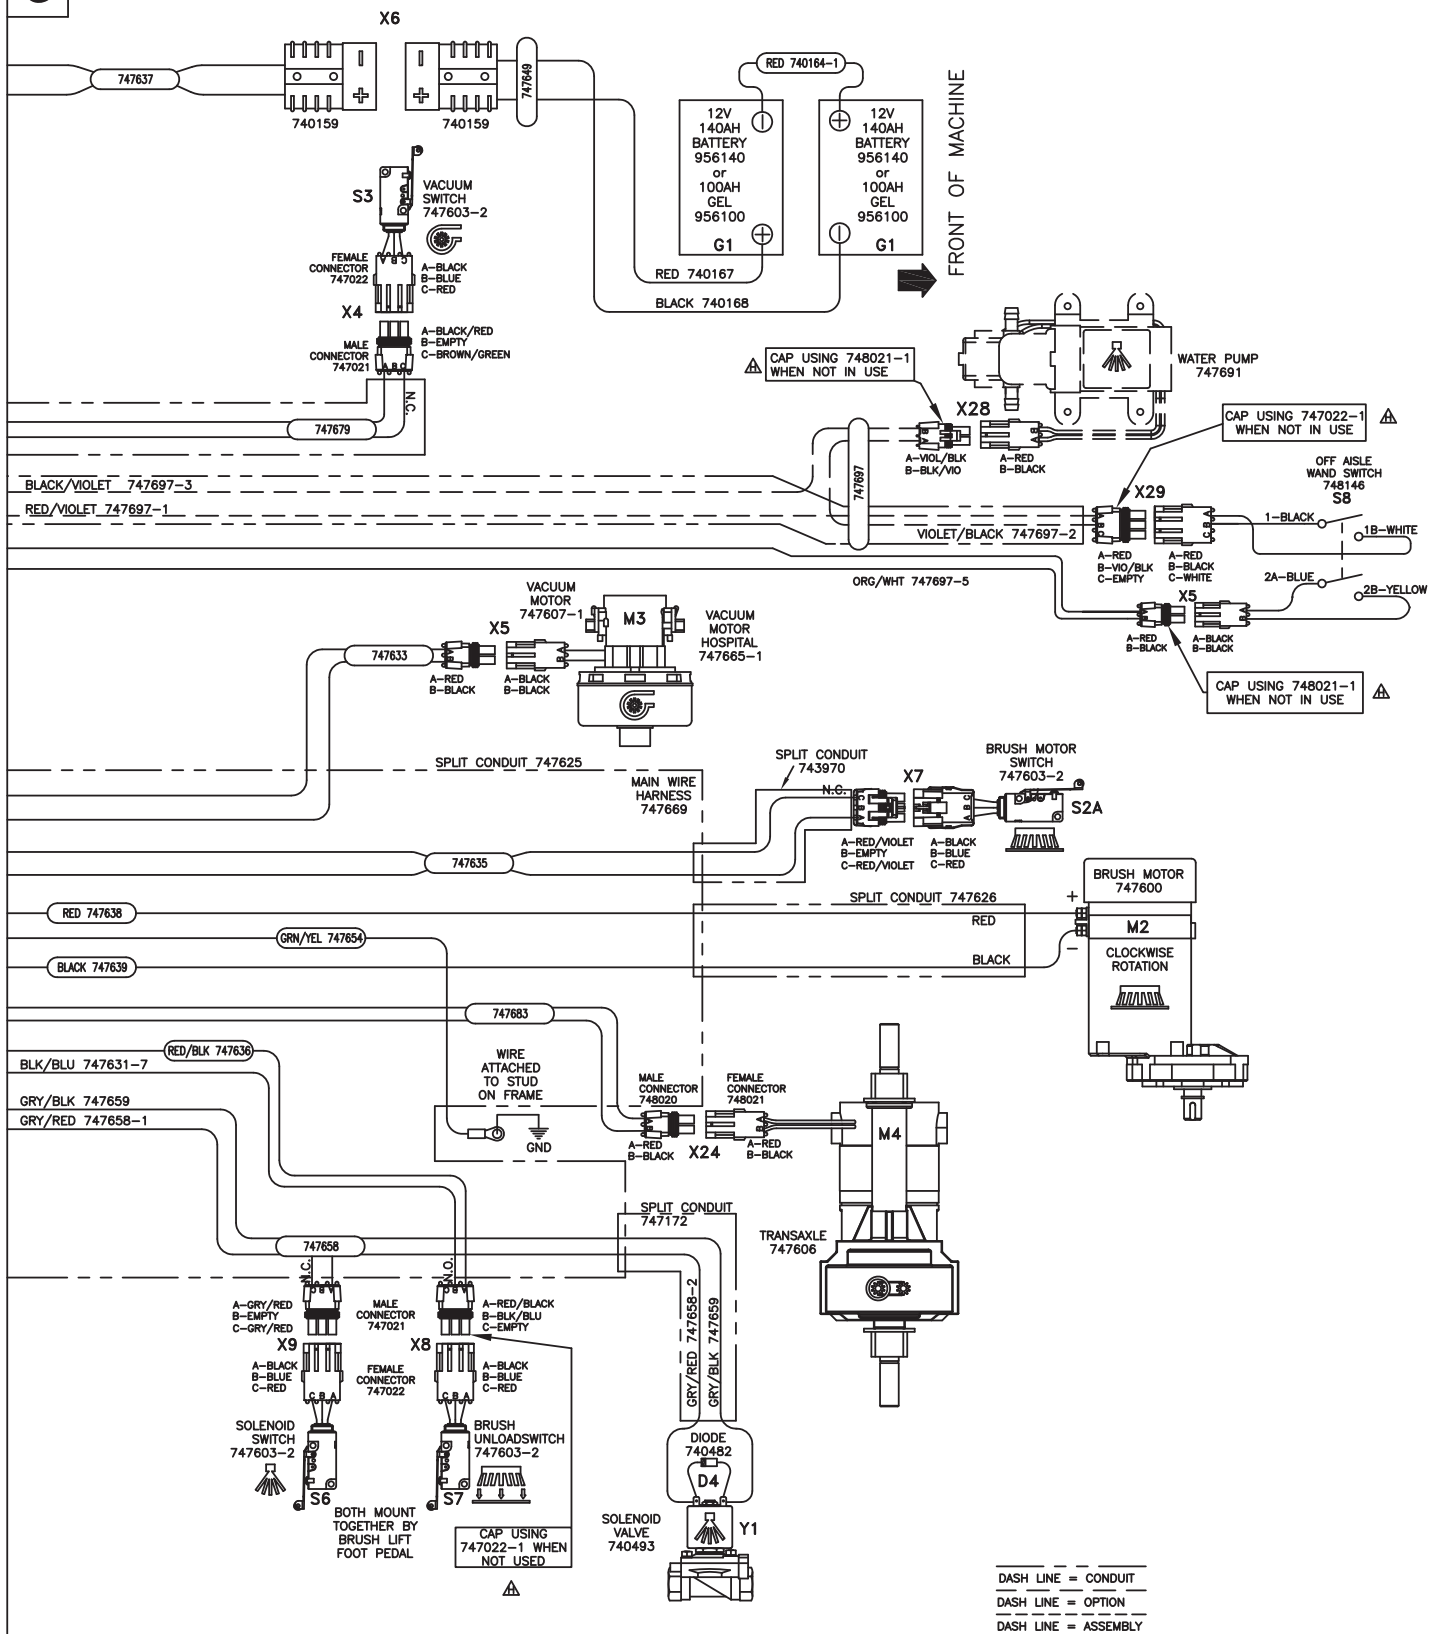 X6
747637
740159
740159
747649
RED 740164-1
12V
140AH
BATTERY
956140
or
100AH
GEL
956100
G1
12V
140AH
BATTERY
956140
or
100AH
GEL
956100
G1
FRONT OF MACHINE
RED 740167
BLACK 740168
S3
VACUUM
SWITCH
747603-2
FEMALE
CONNECTOR
747022
A B C
A-BLACK
B-BLUE
C-RED
X4
MALE
CONNECTOR
747021
A B C
A-BLACK/RED
B-EMPTY
C-BROWN/GREEN
N.C.
747679
CAP USING 748021-1
WHEN NOT IN USE
H
WATER PUMP
747691
X28
A-VIOL/BLK
B-BLK/VIO
A-RED
B-BLACK
CAP USING 747022-1
WHEN NOT IN USE
H
OFF AISLE
WAND SWITCH
748146
S8
BLACK/VIOLET 747697-3
RED/VIOLET 747697-1
747697
VIOLET/BLACK 747697-2
X29
A-RED
B-VIO/BLK
C-EMPTY
A-RED
B-BLACK
C-WHITE
1-BLACK
1B-WHITE
2A-BLUE
2B-YELLOW
ORG/WHT 747697-5
X5
A-RED
B-BLACK
A-BLACK
B-BLACK
CAP USING 748021-1
WHEN NOT IN USE
H
VACUUM
MOTOR
747607-1
M3
VACUUM
MOTOR
HOSPITAL
747665-1
747633
X5
A-RED
B-BLACK
A-BLACK
B-BLACK
SPLIT CONDUIT 747625
MAIN WIRE
HARNESS
747669
SPLIT CONDUIT
743970
N.C.
X7
A-RED/VIOLET
B-EMPTY
C-RED/VIOLET
A-BLACK
B-BLUE
C-RED
BRUSH MOTOR
SWITCH
747603-2
S2A
747635
RED 747638
SPLIT CONDUIT 747626
RED
GRN/YEL 747654
BLACK 747639
BLACK
BRUSH MOTOR
747600
+
M2
−
CLOCKWISE
ROTATION
747683
RED/BLK 747636
BLK/BLU 747631-7
GRY/BLK 747659
GRY/RED 747658-1
WIRE
ATTACHED
TO STUD
ON FRAME
GND
MALE
CONNECTOR
748020
FEMALE
CONNECTOR
748021
A-RED
B-BLACK
X24
A-RED
B-BLACK
M4
TRANSAXLE
747606
SPLIT CONDUIT
747172
747658
N.C.
N.O.
A-GRY/RED
B-EMPTY
C-GRY/RED
MALE
CONNECTOR
747021
A-RED/BLACK
B-BLK/BLU
C-EMPTY
X9
X8
A-BLACK
B-BLUE
C-RED
FEMALE
CONNECTOR
747022
A-BLACK
B-BLUE
C-RED
C B A
C B A
SOLENOID
SWITCH
747603-2
S6
BRUSH
UNLOADSWITCH
747603-2
S7
BOTH MOUNT
TOGETHER BY
BRUSH LIFT
FOOT PEDAL
CAP USING
747022-1 WHEN
NOT USED
H
GRY/RED 747658-2
GRY/BLK 747659
DIODE
740482
D4
SOLENOID
VALVE
740493
Y1
DASH LINE = CONDUIT
DASH LINE = OPTION
DASH LINE = ASSEMBLY